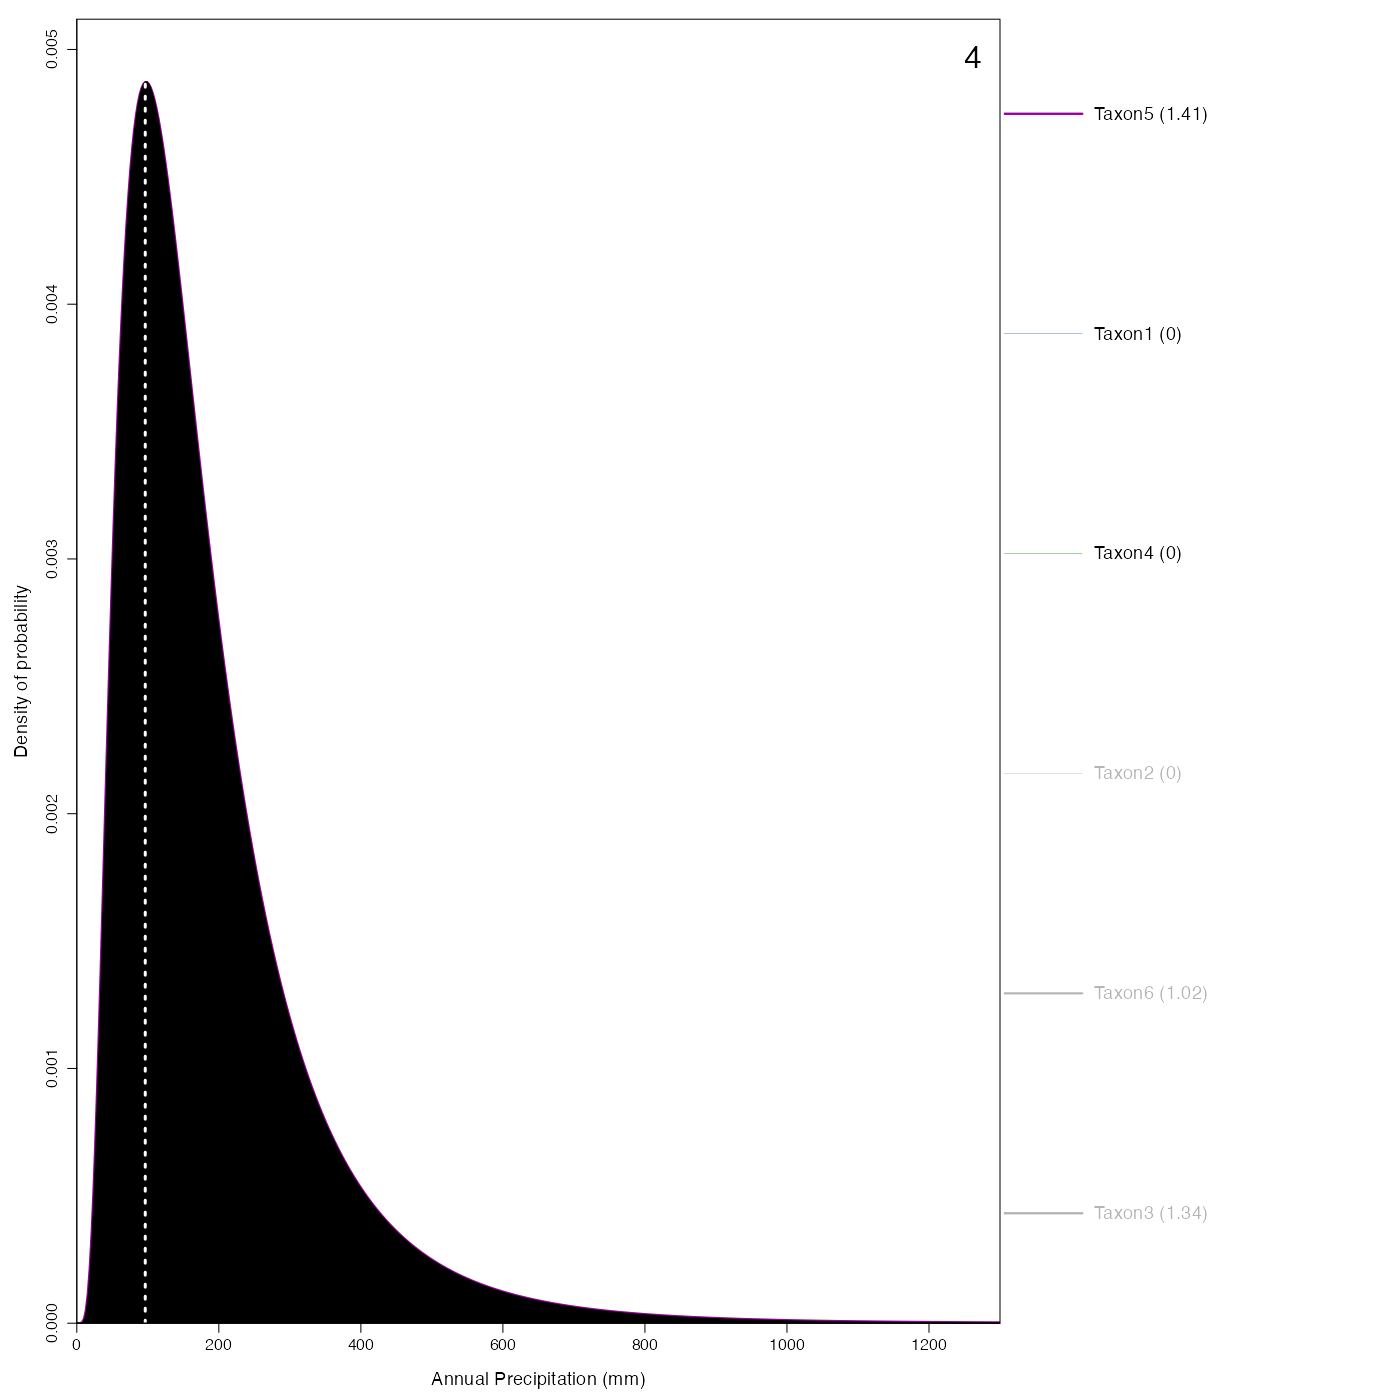 4
Taxon5 (1.41)
Taxon1 (0)
Taxon4 (0)
Taxon2 (0)
Taxon6 (1.02)
Taxon3 (1.34)
Density of probability
0.005
0.004
0.003
0.002
0.001
0.000
0 200 400 600 800 1000 1200
Annual Precipitation (mm)